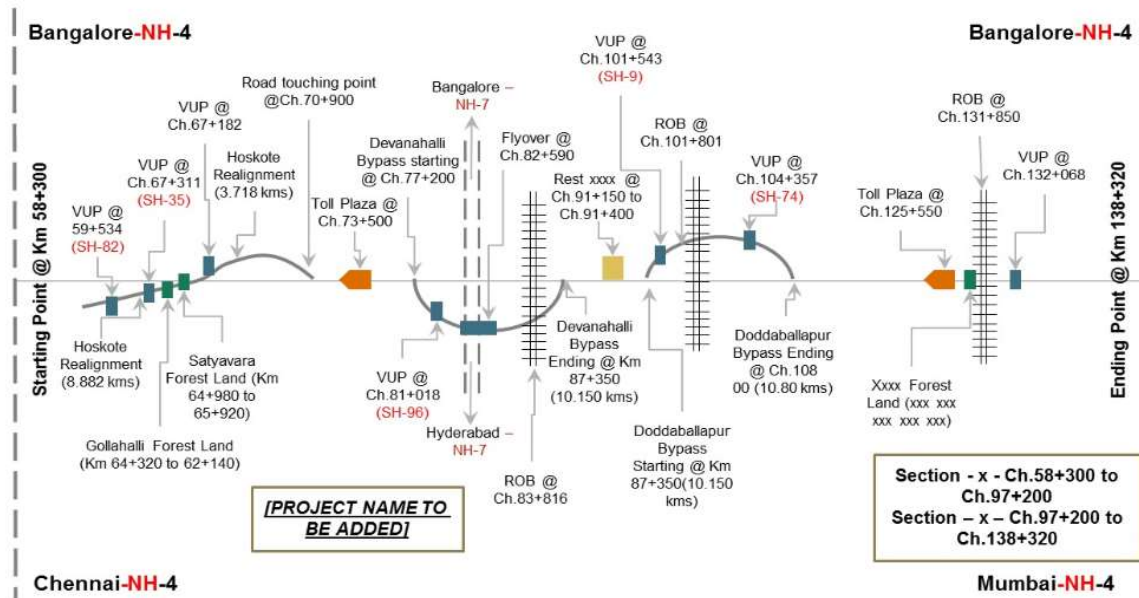 Bangalore-NH-4
Bangalore-NH-4
Starting Point @ Km 58+300
VUP @
59+534
(SH-82)
VUP @
Ch.67+311
(SH-35)
VUP @
Ch.67+182
Hoskote
Realignment
(3.718 kms)
Road touching point
@Ch.70+900
Toll Plaza @
Ch.73+500
Devanahalli
Bypass starting
@ Ch.77+200
Bangalore –
NH-7
Flyover @
Ch.82+590
Rest xxxx @
Ch.91+150 to
Ch.91+400
VUP @
Ch.101+543
(SH-9)
ROB @
Ch.101+801
VUP @
Ch.104+357
(SH-74)
Toll Plaza @
Ch.125+550
ROB @
Ch.131+850
VUP @
Ch.132+068
Ending Point @ Km 138+320
Hoskote
Realignment
(8.882 kms)
Gollahalli Forest Land
(Km 64+320 to 62+140)
Satyavara
Forest Land (Km
64+980 to
65+920)
VUP @
Ch.81+018
(SH-96)
Hyderabad –
NH-7
ROB @
Ch.83+816
Devanahalli
Bypass
Ending @ Km
87+350
(10.150 kms)
Doddaballapur
Bypass
Starting @ Km
87+350(10.150
kms)
Doddaballapur
Bypass Ending
@ Ch.108
00 (10.80 kms)
Xxxx Forest
Land (xxx xxx
xxx xxx xxx)
[PROJECT NAME TO
BE ADDED]
Section - x - Ch.58+300 to
Ch.97+200
Section – x – Ch.97+200 to
Ch.138+320
Chennai-NH-4
Mumbai-NH-4